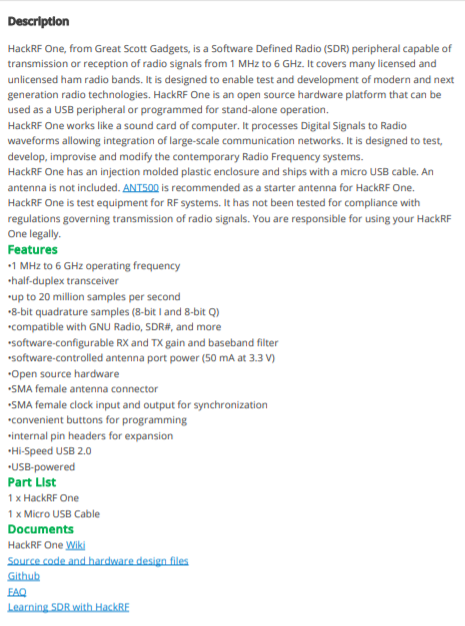 Description
HackRF One, from Great Scott Gadgets, is a Software Defined Radio (SDR) peripheral capable of
transmission or reception of radio signals from 1 MHz to 6 GHz. It covers many licensed and
unlicensed ham radio bands. It is designed to enable test and development of modern and next
generation radio technologies. HackRF One is an open source hardware platform that can be
used as a USB peripheral or programmed for stand-alone operation.
HackRF One works like a sound card of computer. It processes Digital Signals to Radio
waveforms allowing integration of large-scale communication networks. It is designed to test,
develop, improvise and modify the contemporary Radio Frequency systems.
HackRF One has an injection molded plastic enclosure and ships with a micro USB cable. An
antenna is not included. ANT500 is recommended as a starter antenna for HackRF One.
HackRF One is test equipment for RF systems. It has not been tested for compliance with
regulations governing transmission of radio signals. You are responsible for using your HackRF
One legally.
Features
•1 MHz to 6 GHz operating frequency
•half-duplex transceiver
•up to 20 million samples per second
•8-bit quadrature samples (8-bit I and 8-bit Q)
•compatible with GNU Radio, SDR#, and more
•software-configurable RX and TX gain and baseband filter
•software-controlled antenna port power (50 mA at 3.3 V)
•Open source hardware
•SMA female antenna connector
•SMA female clock input and output for synchronization
•convenient buttons for programming
•internal pin headers for expansion
•Hi-Speed USB 2.0
•USB-powered
Part List
1 x HackRF One
1 x Micro USB Cable
Documents
HackRF One Wiki
Source code and hardware design files
Github
FAQ
Learning SDR with HackRF